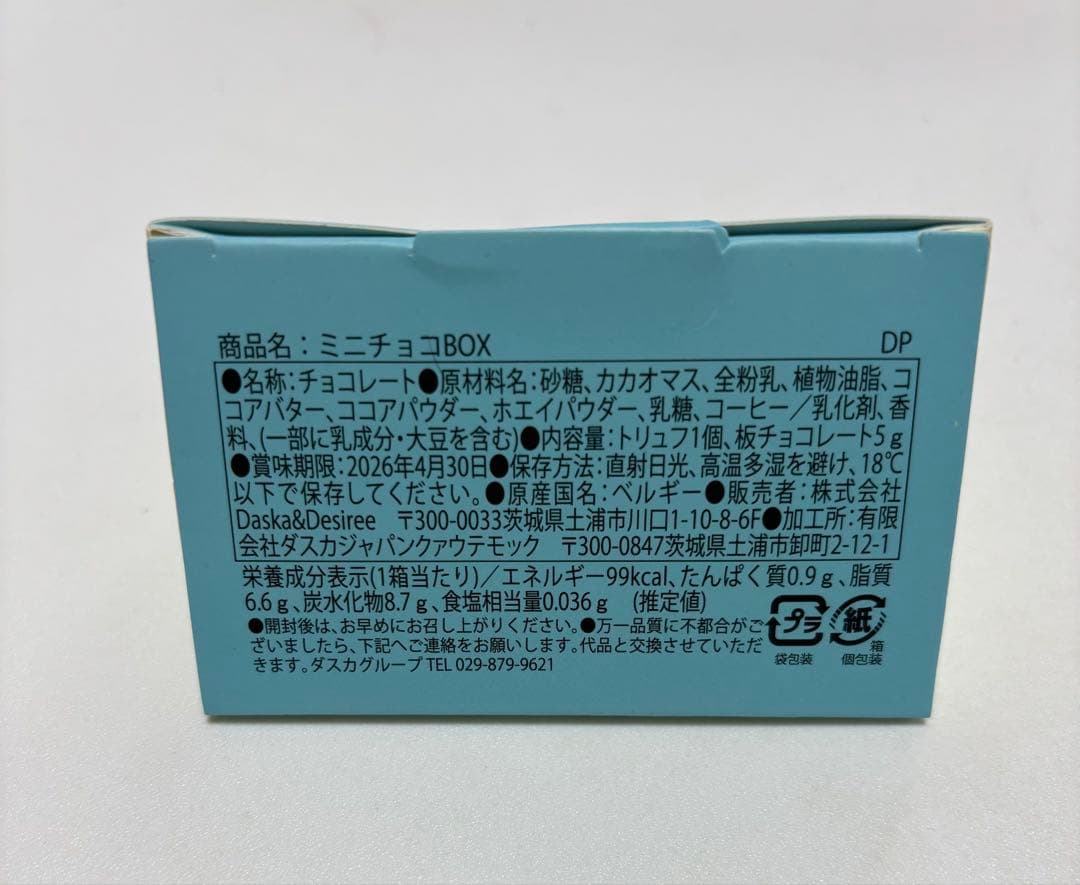 商品名：ミニチョコBOX DP
●名称：チョコレート●原材料名：砂糖、カカオマス、全粉乳、植物油脂、コ
コアバター、ココアパウダー、ホエイパウダー、乳糖、コーヒー／乳化剤、香
料、(一部に乳成分・大豆を含む)●内容量：トリュフ1個、板チョコレート5ｇ
●賞味期限：2026年4月30日●保存方法：直射日光、高温多湿を避け、18℃
以下で保存してください。●原産国名：ベルギー●販売者：株式会社
Daska&Desiree 〒300-0033茨城県土浦市川口1-10-8-6F●加工所：有限
会社ダスカジャパンクァウテモック 〒300-0847茨城県土浦市卸町2-12-1
栄養成分表示(1箱当たり)／エネルギー99kcal、たんぱく質0.9ｇ、脂質
6.6ｇ、炭水化物8.7ｇ、食塩相当量0.036ｇ (推定値)
●開封後は、お早めにお召し上がりください。●万一品質に不都合がご
ざいましたら、下記へご連絡をお願いします。代品と交換させていただ
きます。ダスカグループ TEL 029-879-9621
プラ
袋包装
紙
箱
個包装